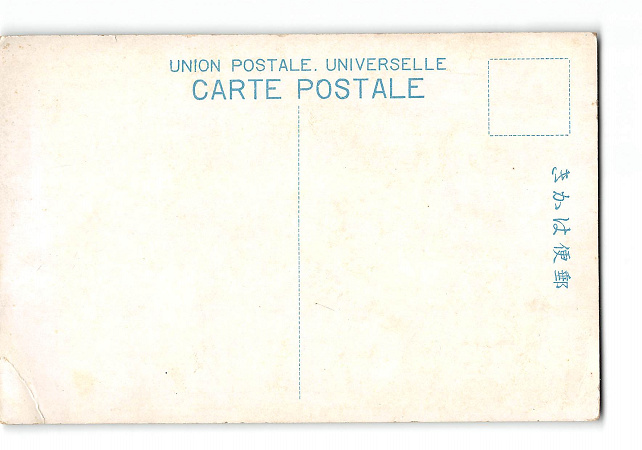 UNION POSTALE. UNIVERSELLE
CARTE POSTALE
きかは便郵